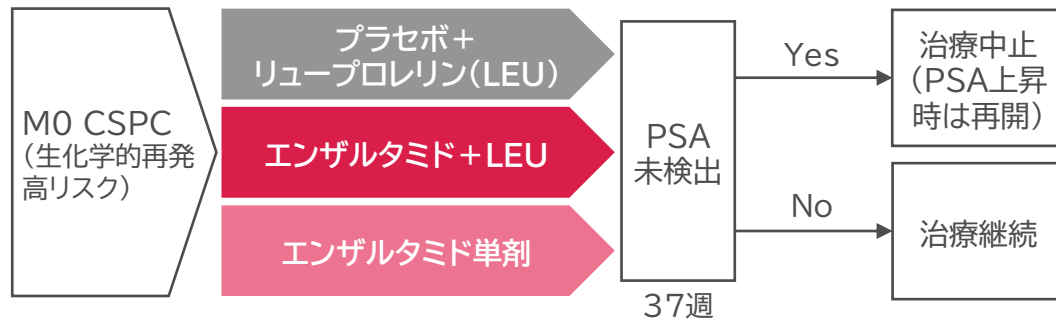 M0 CSPC
（生化学的再発
高リスク）
プラセボ＋
リュープロレリン（LEU）
エンザルタミド＋LEU
エンザルタミド単剤
PSA
未検出
37週
Yes
No
治療中止
（PSA上昇
時は再開）
治療継続